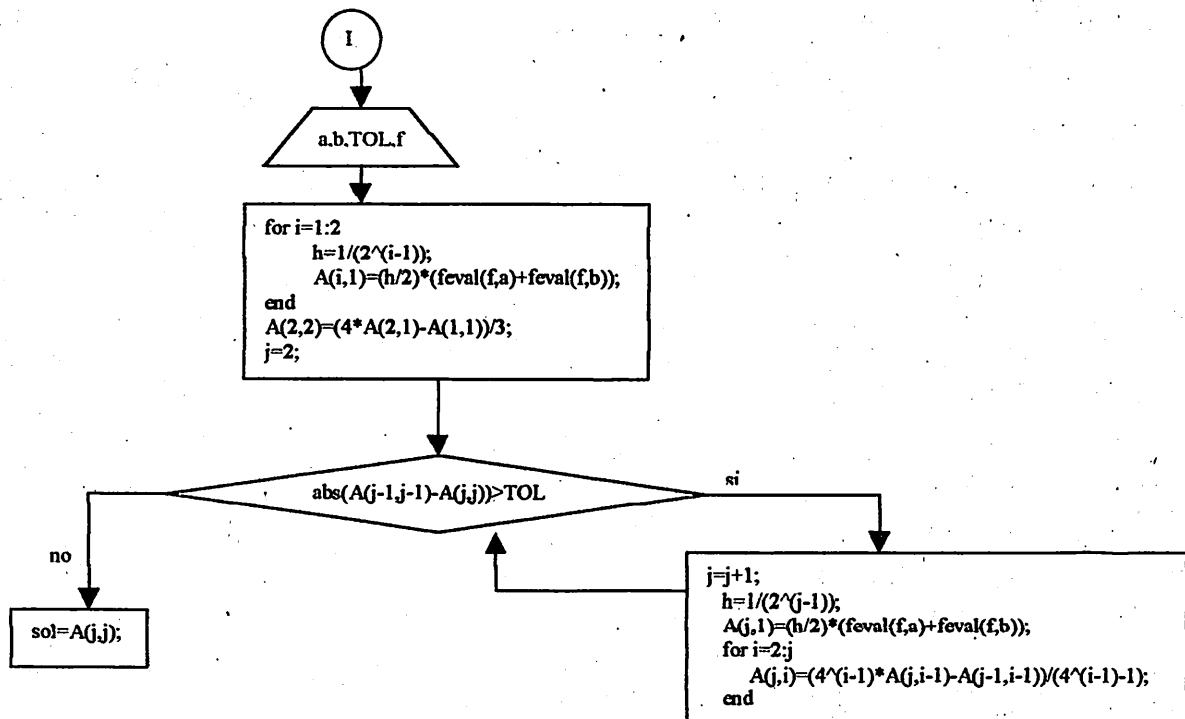 I
a,b,TOL,f
for i=1:2
h=1/(2^(i-1));
A(i,1)=(h/2)*(feval(f,a)+feval(f,b));
end
A(2,2)=(4*A(2,1)-A(1,1))/3;
j=2;
abs(A(j-1,j-1)-A(j,j))>TOL
si
no
sol=A(j,j);
j=j+1;
h=1/(2^(j-1));
A(j,1)=(h/2)*(feval(f,a)+feval(f,b));
for i=2:j
A(j,i)=(4^(i-1)*A(j,i-1)-A(j-1,i-1))/(4^(i-1)-1);
end